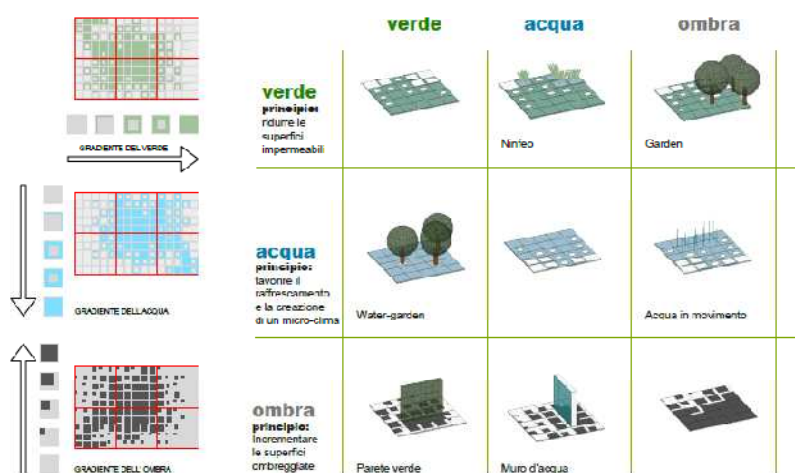 verde acqua ombra
verde
principio:
ridurre le
superfici
impermeabili
Ninfeo
Garden
GRADIENTE DEL VERDE
acqua
principio:
favorire il
raffrescamento
e la creazione
di un micro-clima
Water-garden
Acqua in movimento
GRADIENTE DELL'ACQUA
ombra
principio:
Incrementare
le superfici
ombreggiate
Parete verde
Muro d'acqua
GRADIENTE DELL'OMBRA